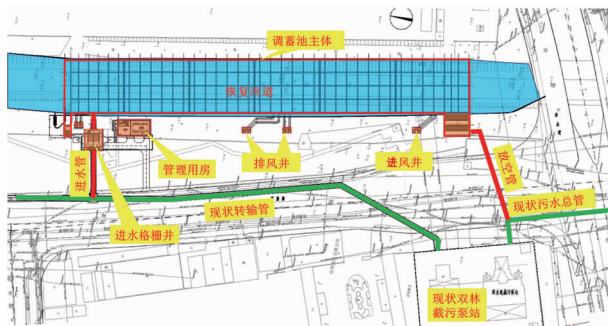 调蓄池主体
恢复河道
进水管
管理用房
排风井
进风井
放空管
现状转输管
现状污水总管
进水格栅井
现状双林
截污泵站